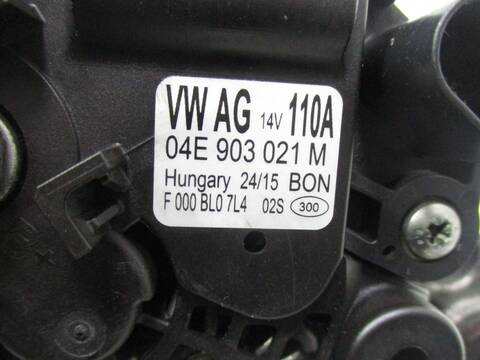 VW AG 14V 110A
04E 903 021 M
Hungary 24/15 BON
F 000 BL0 7L4 02S 300